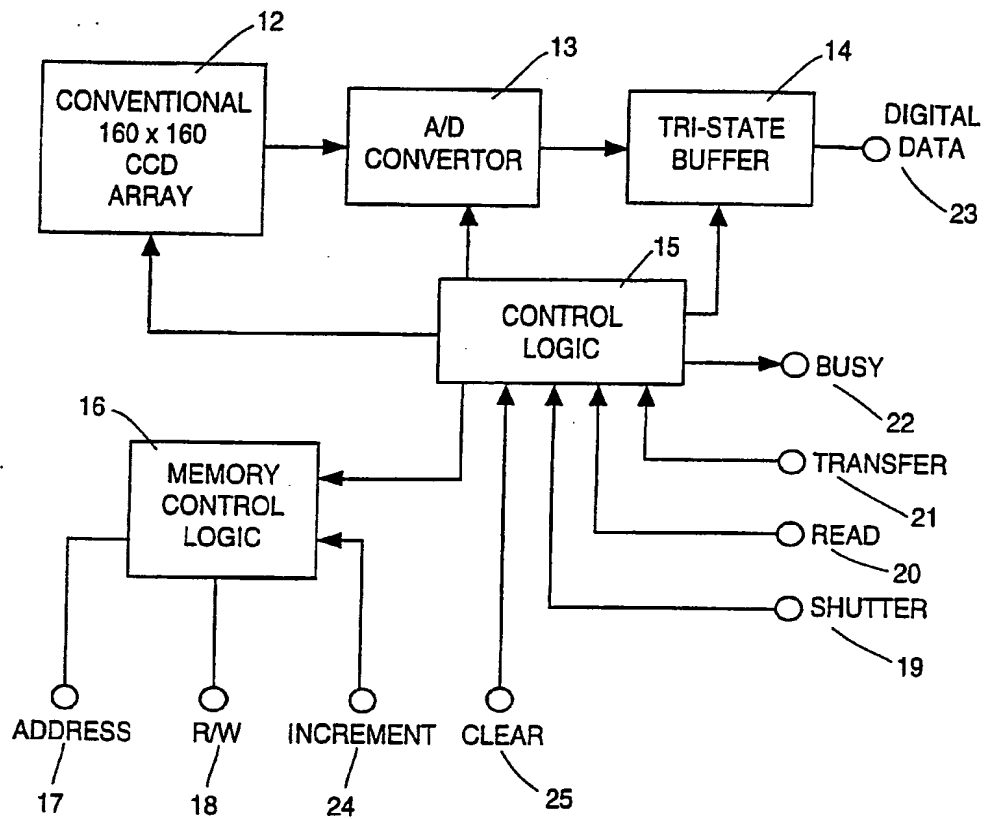 12
13
14
CONVENTIONAL
160 x 160
CCD
ARRAY
A/D
CONVERTOR
TRI-STATE
BUFFER
DIGITAL
DATA
23
15
CONTROL
LOGIC
BUSY
22
16
MEMORY
CONTROL
LOGIC
TRANSFER
21
READ
20
SHUTTER
19
ADDRESS
R/W
INCREMENT
CLEAR
17
18
24
25